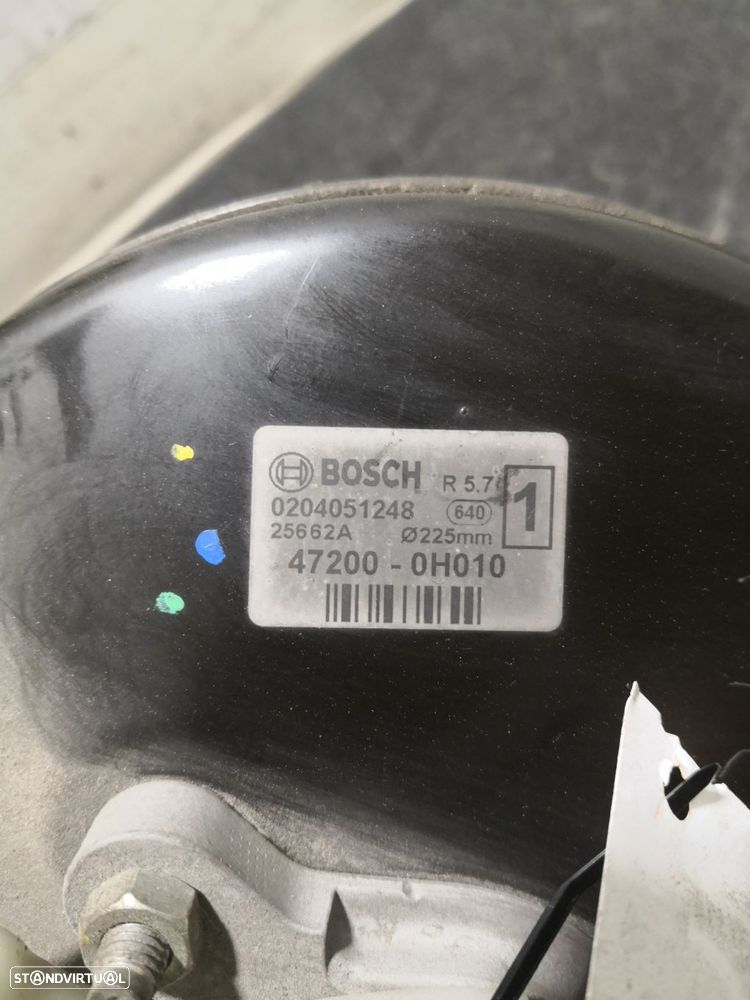 BOSCH R 5.7
1
0204051248 640
25662A Ø225mm
47200 - 0H010
STANDVIRTUAL